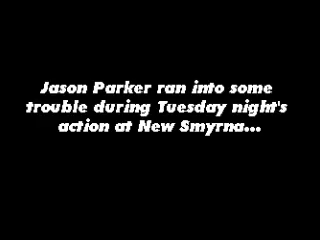 Jason Parker ran into some
trouble during Tuesday night's
action at New Smyrna...